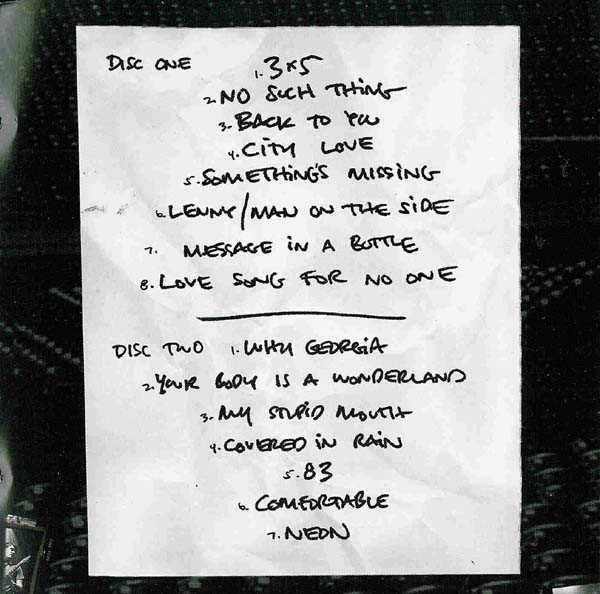 DISC ONE 1. 3x5
2. NO SUCH THING
3. BACK TO YOU
4. CITY LOVE
5. SOMETHING'S MISSING
6. LENNY/MAN ON THE SIDE
7. MESSAGE IN A BOTTLE
8. LOVE SONG FOR NO ONE
DISC TWO 1. WHY GEORGIA
2. YOUR BODY IS A WONDERLAND
3. MY STUPID MOUTH
4. COVERED IN RAIN
5. 83
6. COMFORTABLE
7. NEON